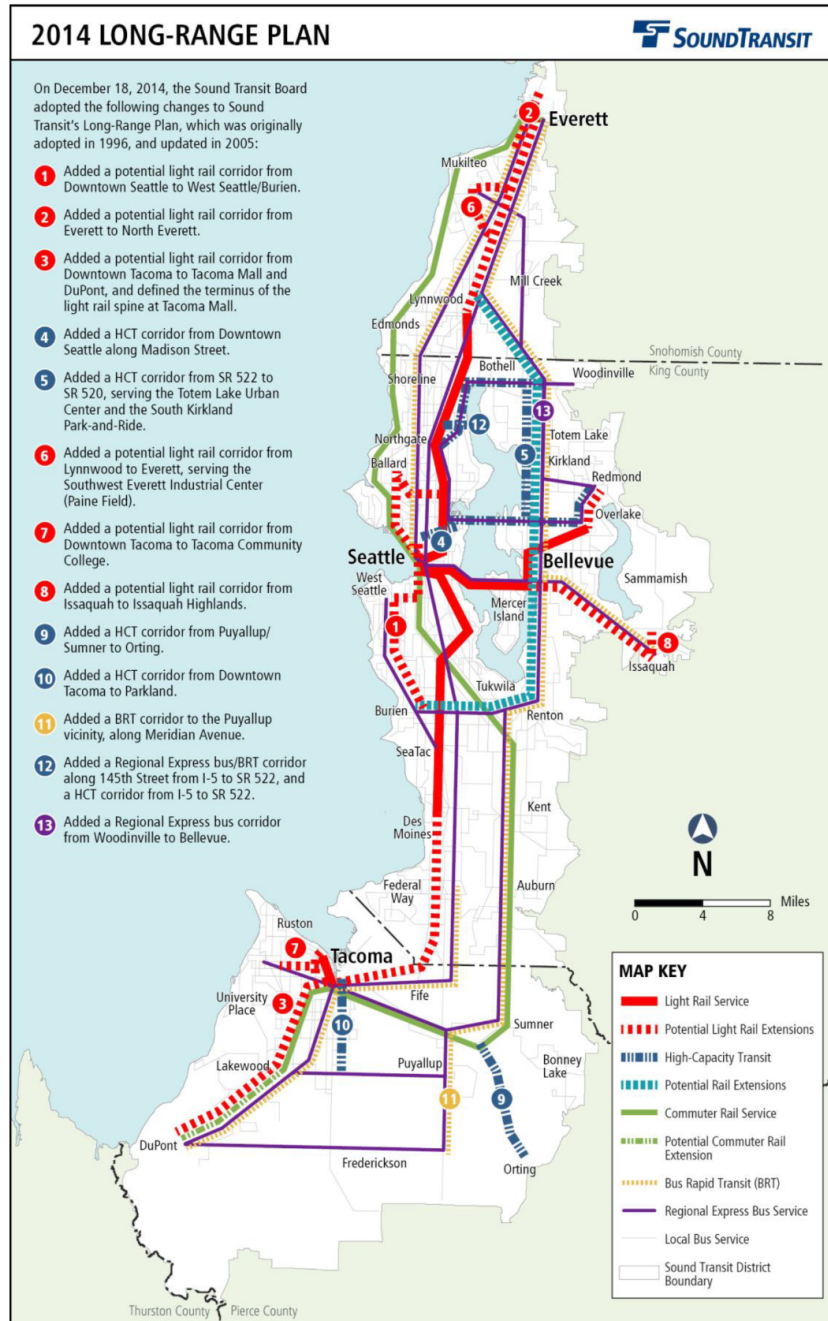 2014 LONG-RANGE PLAN
SOUNDTRANSIT
On December 18, 2014, the Sound Transit Board
adopted the following changes to Sound
Transit's Long-Range Plan, which was originally
adopted in 1996, and updated in 2005:
1 Added a potential light rail corridor from
Downtown Seattle to West Seattle/Burien.
2 Added a potential light rail corridor from
Everett to North Everett.
3 Added a potential light rail corridor from
Downtown Tacoma to Tacoma Mall and
DuPont, and defined the terminus of the
light rail spine at Tacoma Mall.
4 Added a HCT corridor from Downtown
Seattle along Madison Street.
5 Added a HCT corridor from SR 522 to
SR 520, serving the Totem Lake Urban
Center and the South Kirkland
Park-and-Ride.
6 Added a potential light rail corridor from
Lynnwood to Everett, serving the
Southwest Everett Industrial Center
(Paine Field).
7 Added a potential light rail corridor from
Downtown Tacoma to Tacoma Community
College.
8 Added a potential light rail corridor from
Issaquah to Issaquah Highlands.
9 Added a HCT corridor from Puyallup/
Sumner to Orting.
10 Added a HCT corridor from Downtown
Tacoma to Parkland.
11 Added a BRT corridor to the Puyallup
vicinity, along Meridian Avenue.
12 Added a Regional Express bus/BRT corridor
along 145th Street from I-5 to SR 522, and
a HCT corridor from I-5 to SR 522.
13 Added a Regional Express bus corridor
from Woodinville to Bellevue.
2
Everett
Mukilteo
6
Mill Creek
Lynnwood
Edmonds
Snohomish County
King County
Bothell
Shoreline
Woodinville
13
12
Northgate
Totem Lake
5
Kirkland
Ballard
Redmond
Overlake
4
Seattle
Bellevue
West
Seattle
Sammamish
Mercer
Island
1
8
Issaquah
Tukwila
Burien
Renton
SeaTac
Kent
Des
Moines
N
Auburn
Federal
Way
0 4 8 Miles
Ruston
7
Tacoma
University
Place
3
Fife
10
Sumner
Lakewood
Puyallup
Bonney
Lake
11
9
DuPont
Frederickson
Orting
Thurston County
Pierce County
MAP KEY
Light Rail Service
Potential Light Rail Extensions
High-Capacity Transit
Potential Rail Extensions
Commuter Rail Service
Potential Commuter Rail
Extension
Bus Rapid Transit (BRT)
Regional Express Bus Service
Local Bus Service
Sound Transit District
Boundary